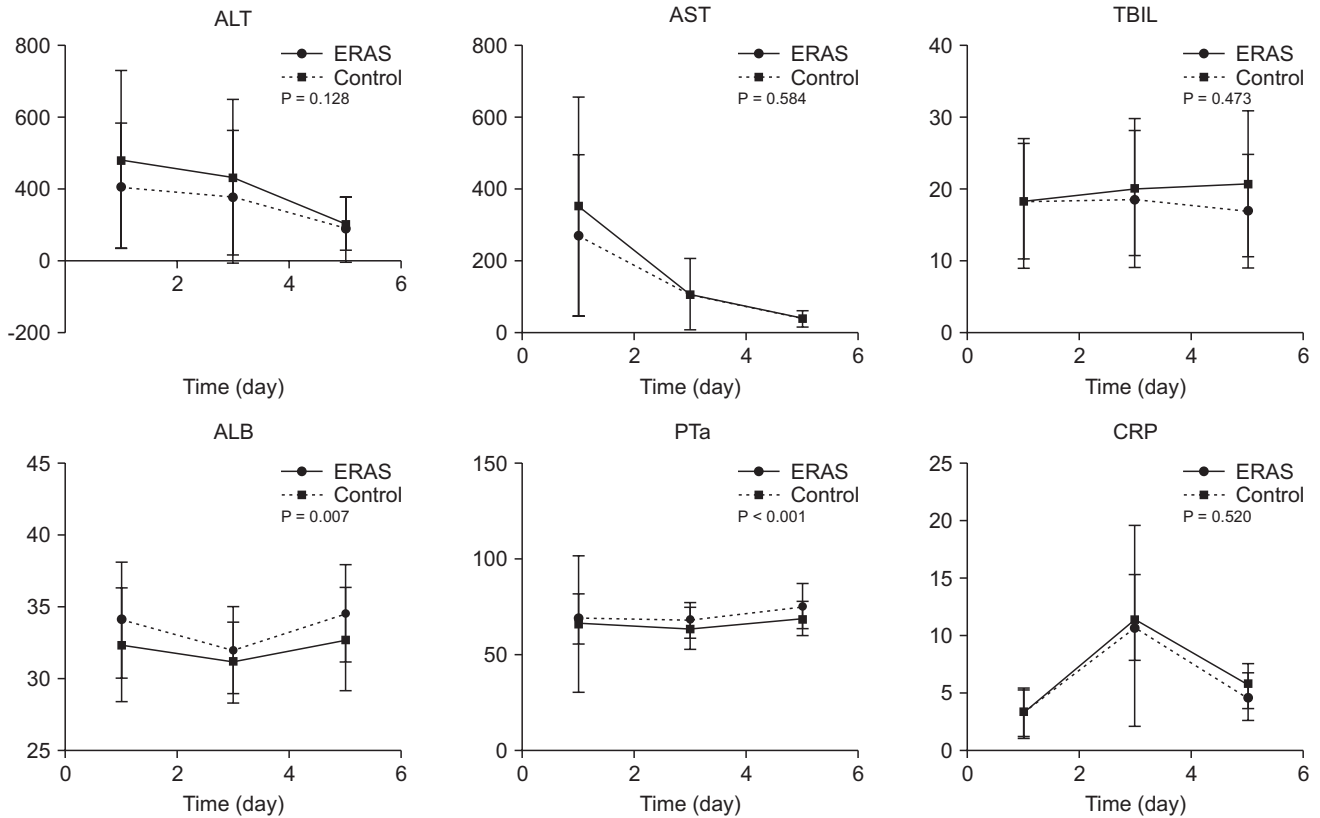 ALT
800
600
400
200
0
-200
2
4
6
ERAS
Control
P = 0.128
Time (day)
AST
800
600
400
200
0
0
2
4
6
ERAS
Control
P = 0.584
Time (day)
TBIL
40
30
20
10
0
0
2
4
6
ERAS
Control
P = 0.473
Time (day)
ALB
45
40
35
30
25
0
2
4
6
ERAS
Control
P = 0.007
Time (day)
PTa
150
100
50
0
0
2
4
6
ERAS
Control
P < 0.001
Time (day)
CRP
25
20
15
10
5
0
0
2
4
6
ERAS
Control
P = 0.520
Time (day)